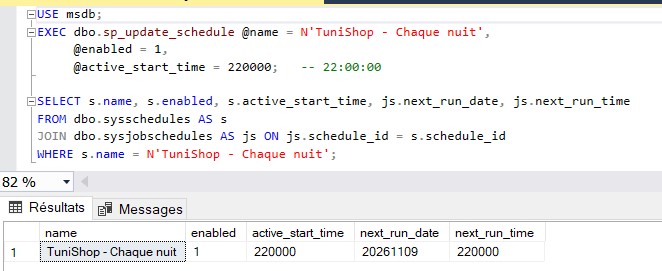 USE msdb;
EXEC dbo.sp_update_schedule @name = N'TuniShop - Chaque nuit',
@enabled = 1,
@active_start_time = 220000;   -- 22:00:00
SELECT s.name, s.enabled, s.active_start_time, js.next_run_date, js.next_run_time
FROM dbo.sysschedules AS s
JOIN dbo.sysjobschedules AS js ON js.schedule_id = s.schedule_id
WHERE s.name = N'TuniShop - Chaque nuit';
82 %
Résultats Messages
name enabled active_start_time next_run_date next_run_time
1 TuniShop - Chaque nuit 1 220000 20261109 220000